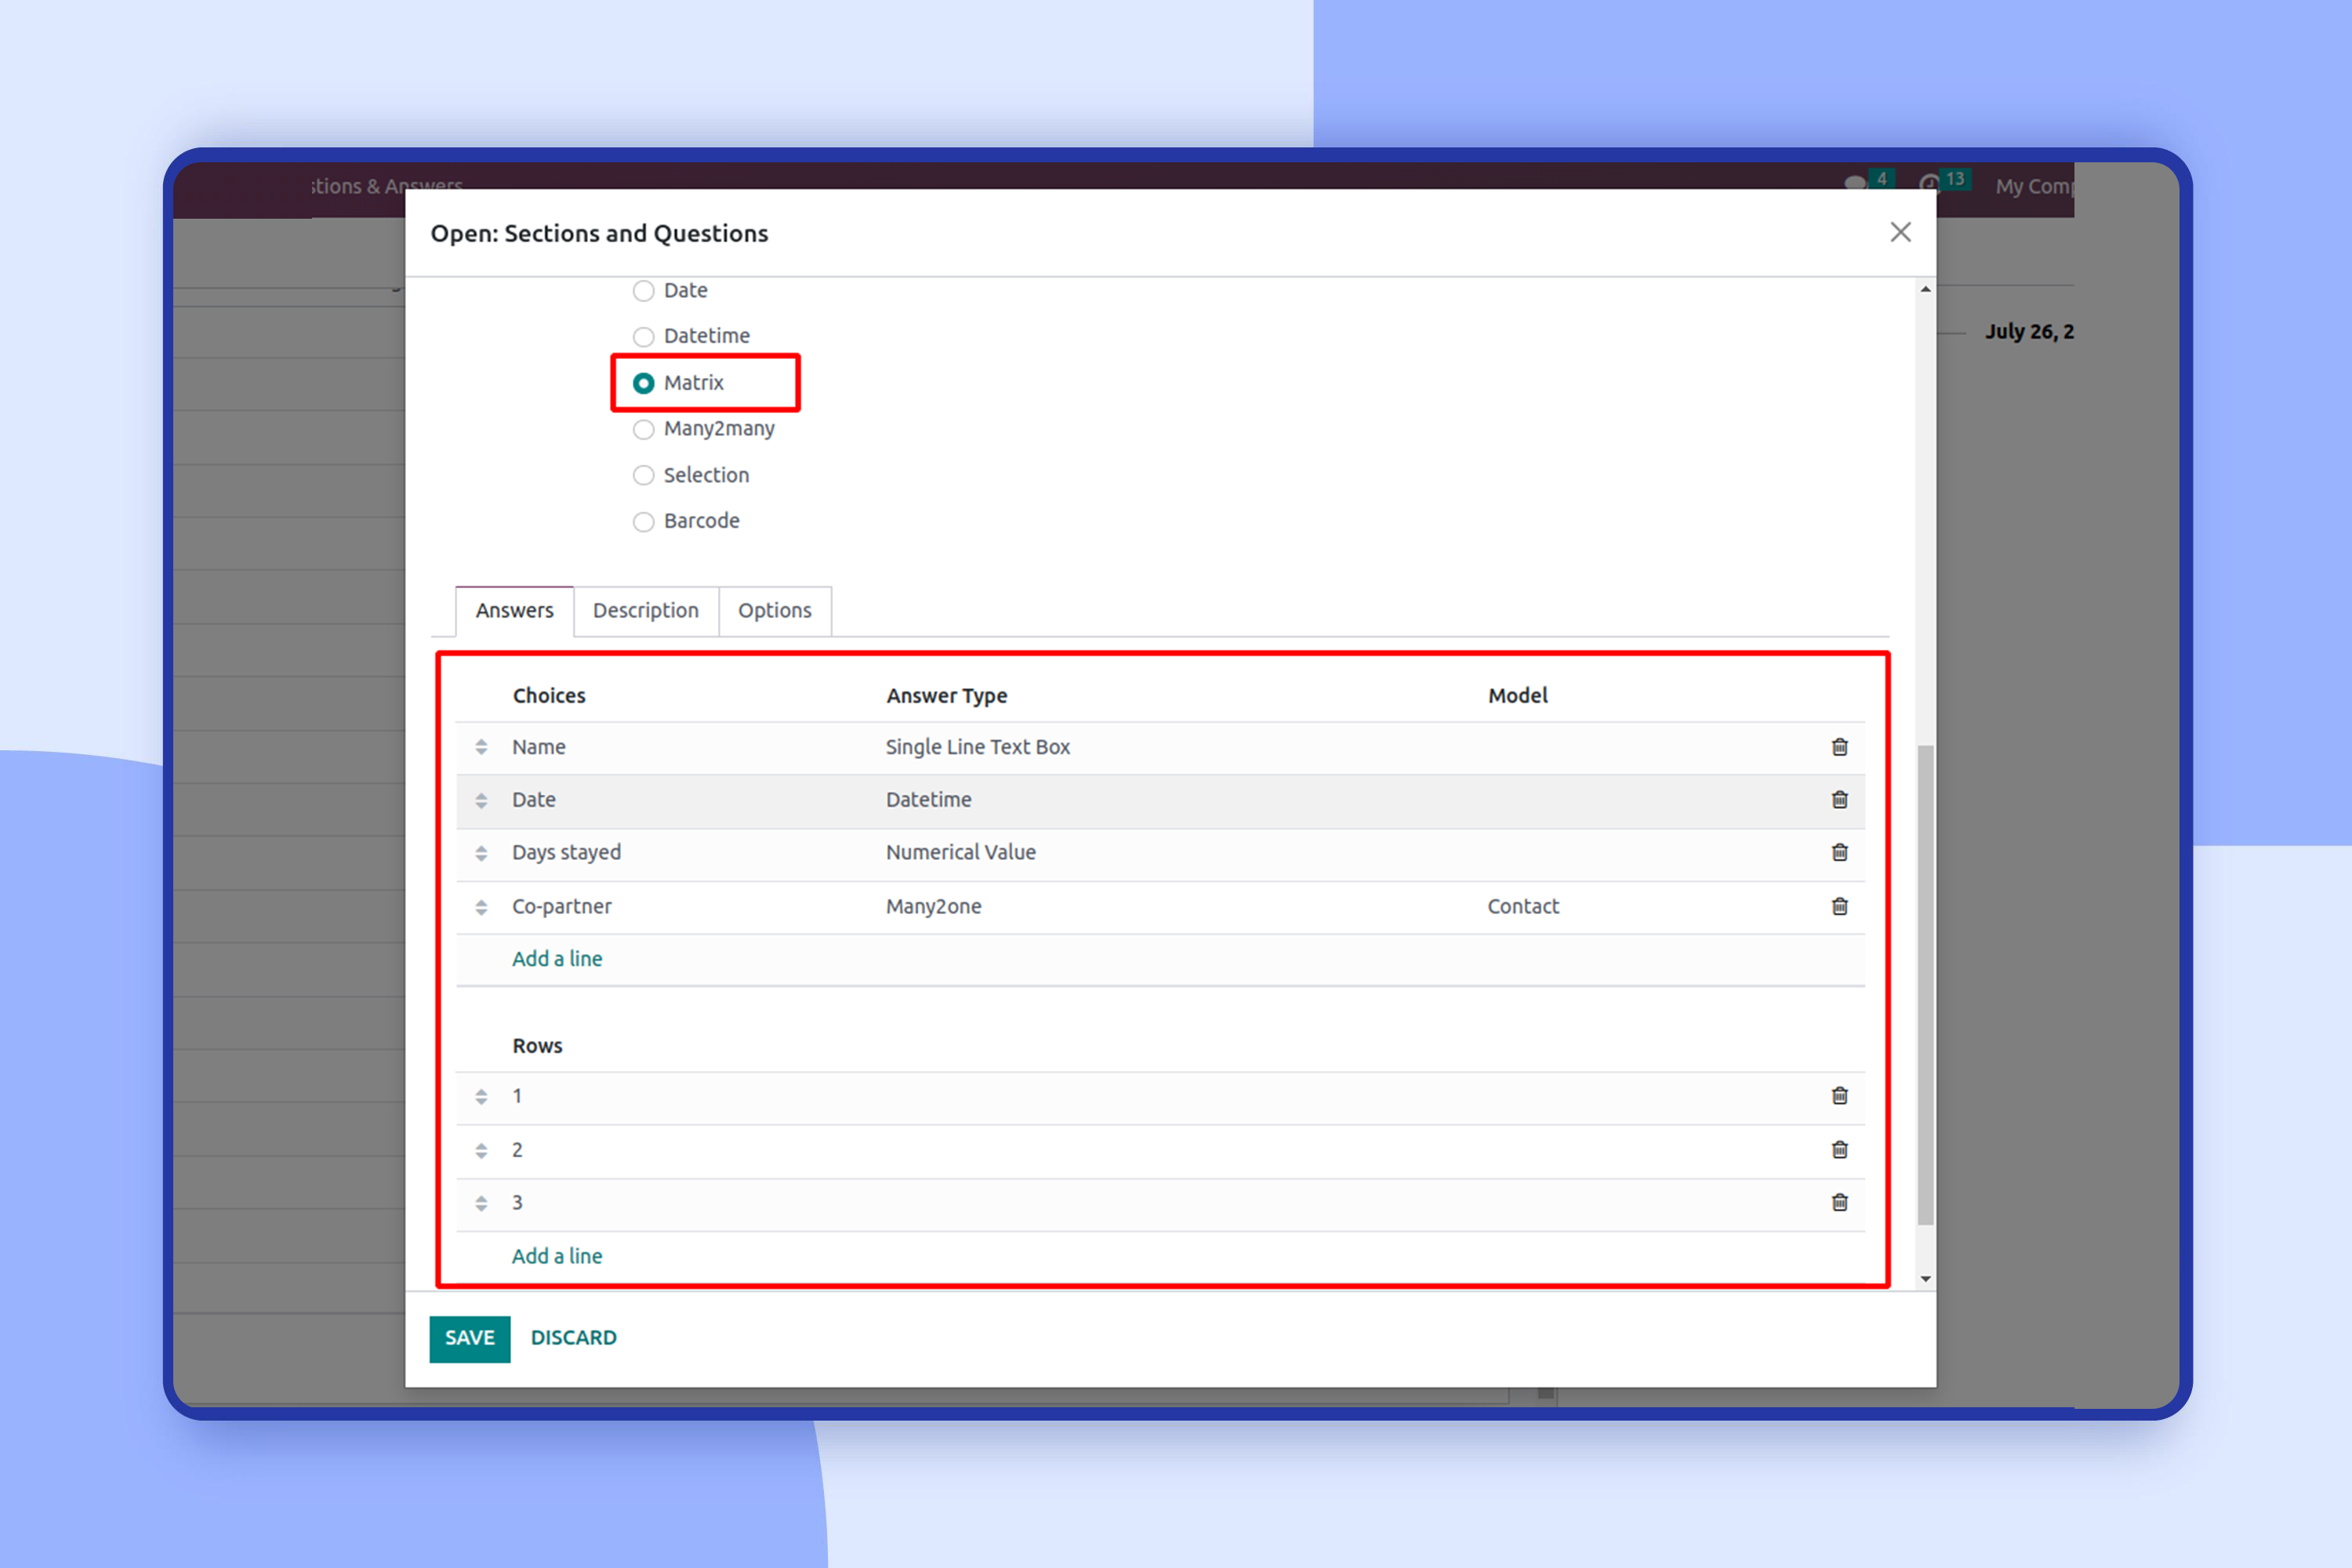 stions & Answers
4
13
My Comp
Open: Sections and Questions
July 26, 2
Date
Datetime
Matrix
Many2many
Selection
Barcode
Answers Description Options
Choices Answer Type Model
Name Single Line Text Box
Date Datetime
Days stayed Numerical Value
Co-partner Many2one Contact
Add a line
Rows
1
2
3
Add a line
SAVE DISCARD